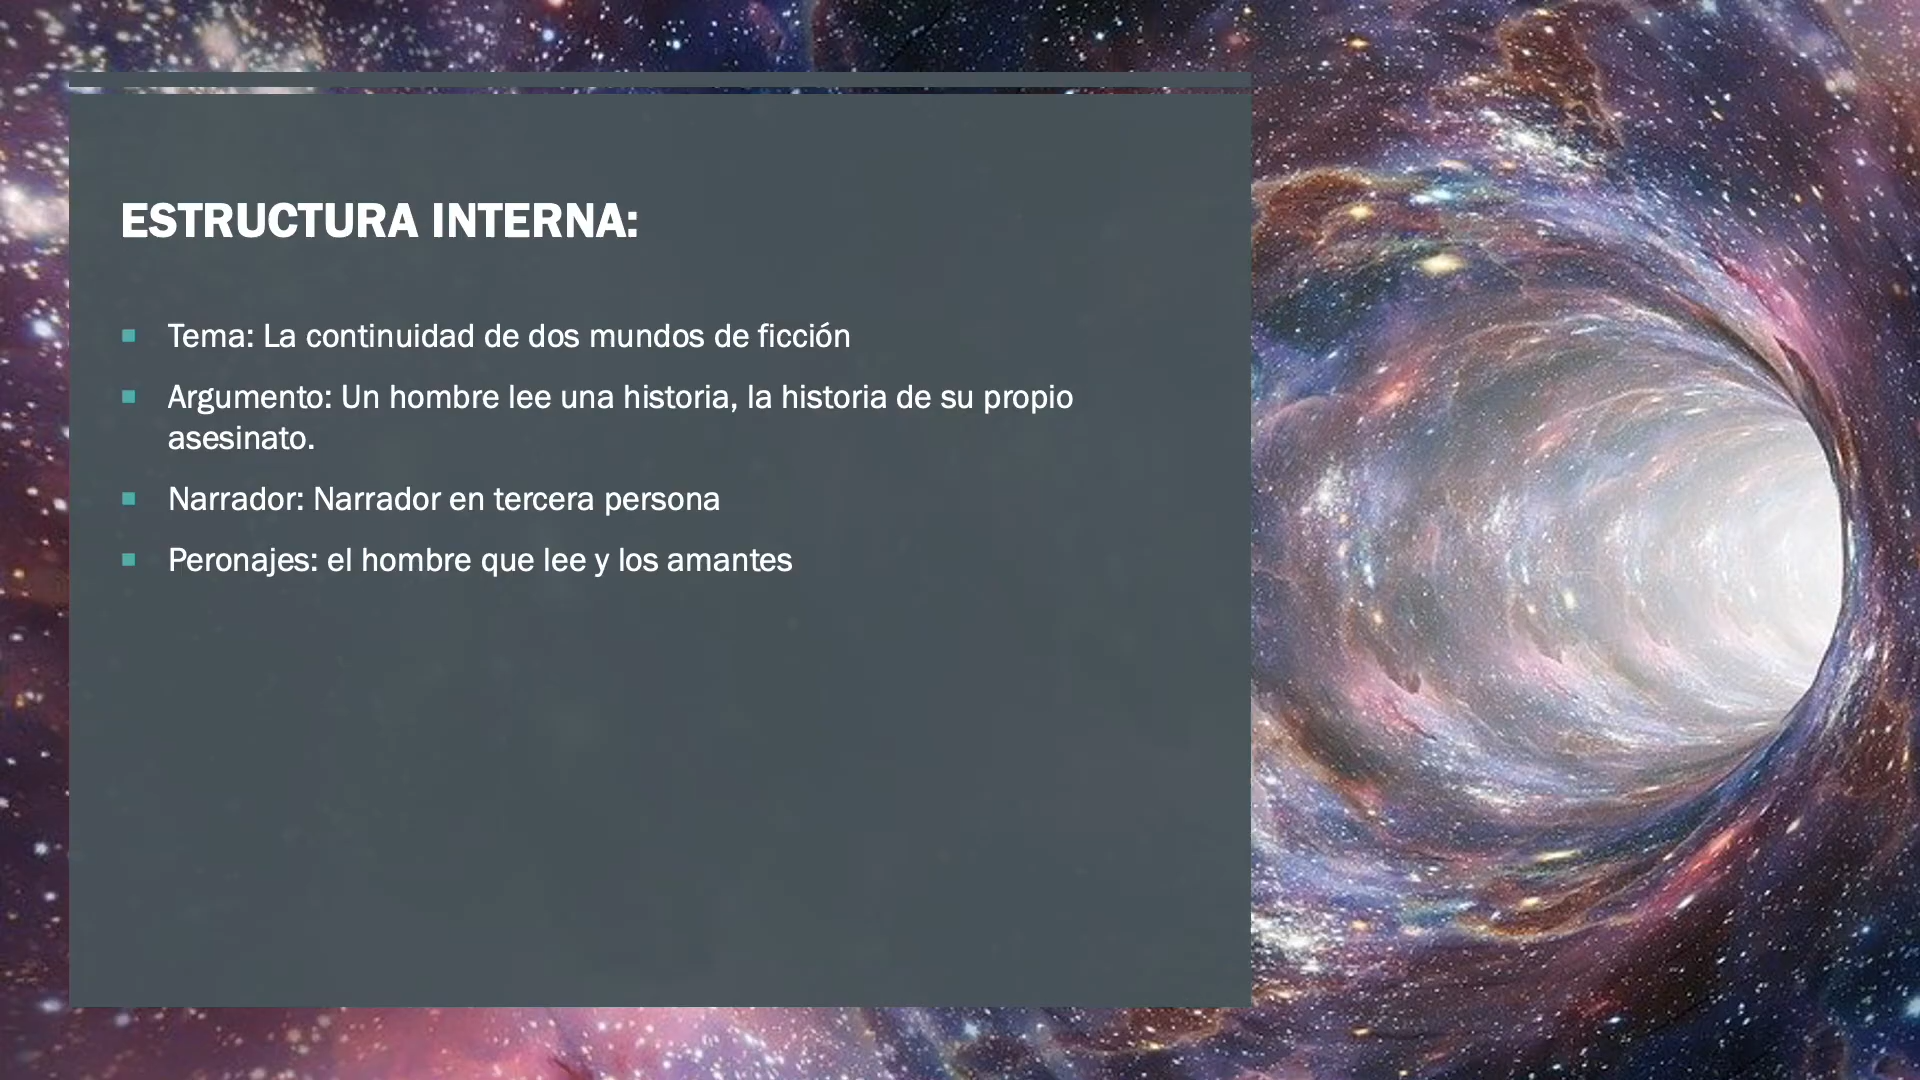 ESTRUCTURA INTERNA:
Tema: La continuidad de dos mundos de ficción
Argumento: Un hombre lee una historia, la historia de su propio
asesinato.
Narrador: Narrador en tercera persona
Peronajes: el hombre que lee y los amantes